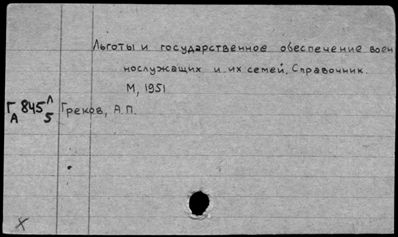 Льготы и государственное обеспечение воен
нослужащих и их семей, Справочник.
М, 1951
Г 845 Л
А 5
Греков, А.П.